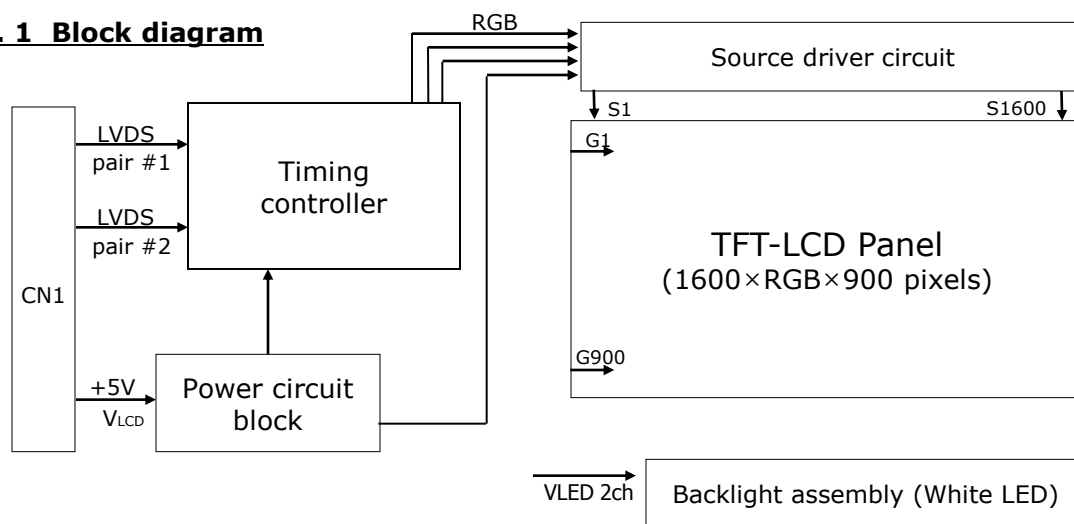 . 1 Block diagram
RGB
Source driver circuit
S1
S1600
CN1
LVDS
pair #1
LVDS
pair #2
Timing
controller
G1
TFT-LCD Panel
(1600×RGB×900 pixels)
G900
+5V
VLCD
Power circuit
block
VLED 2ch
Backlight assembly (White LED)